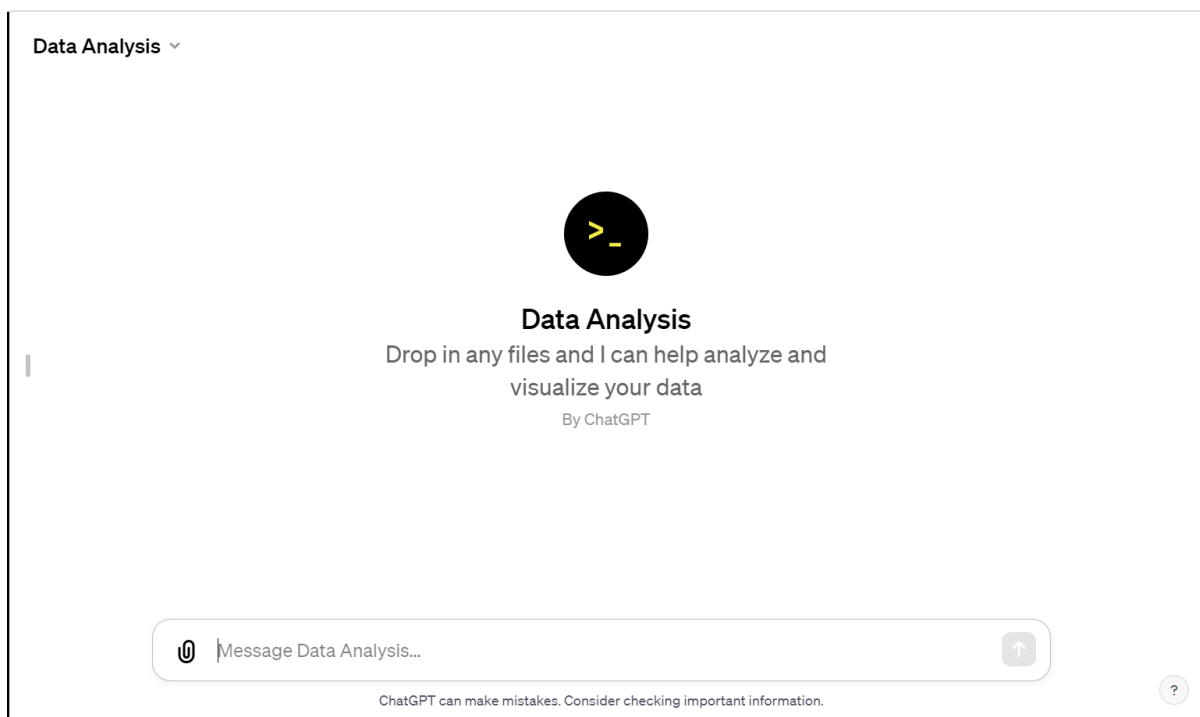 Data Analysis
>_
Data Analysis
Drop in any files and I can help analyze and
visualize your data
By ChatGPT
Message Data Analysis...
ChatGPT can make mistakes. Consider checking important information.
?